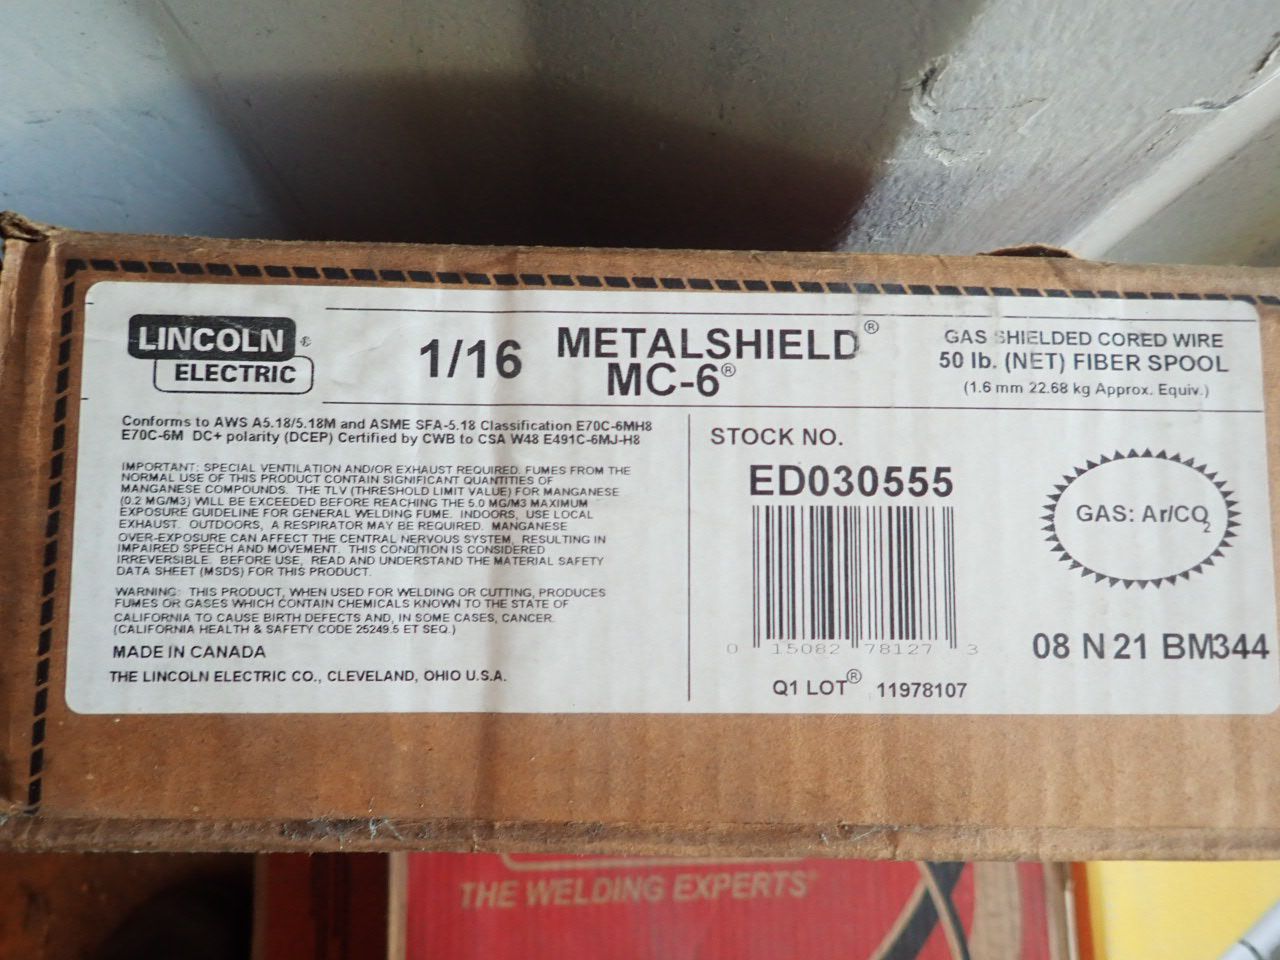 LINCOLN ®
ELECTRIC
1/16
METALSHIELD®
MC-6®
GAS SHIELDED CORED WIRE
50 lb. (NET) FIBER SPOOL
(1.6 mm 22.68 kg Approx. Equiv.)
Conforms to AWS A5.18/5.18M and ASME SFA-5.18 Classification E70C-6MH8
E70C-6M DC+ polarity (DCEP) Certified by CWB to CSA W48 E491C-6MJ-H8
IMPORTANT: SPECIAL VENTILATION AND/OR EXHAUST REQUIRED. FUMES FROM THE
NORMAL USE OF THIS PRODUCT CONTAIN SIGNIFICANT QUANTITIES OF
MANGANESE COMPOUNDS. THE TLV (THRESHOLD LIMIT VALUE) FOR MANGANESE
(0.2 MG/M3) WILL BE EXCEEDED BEFORE REACHING THE 5.0 MG/M3 MAXIMUM
EXPOSURE GUIDELINE FOR GENERAL WELDING FUME. INDOORS, USE LOCAL
EXHAUST. OUTDOORS, A RESPIRATOR MAY BE REQUIRED. MANGANESE
OVER-EXPOSURE CAN AFFECT THE CENTRAL NERVOUS SYSTEM, RESULTING IN
IMPAIRED SPEECH AND MOVEMENT. THIS CONDITION IS CONSIDERED
IRREVERSIBLE. BEFORE USE, READ AND UNDERSTAND THE MATERIAL SAFETY
DATA SHEET (MSDS) FOR THIS PRODUCT.
WARNING: THIS PRODUCT, WHEN USED FOR WELDING OR CUTTING, PRODUCES
FUMES OR GASES WHICH CONTAIN CHEMICALS KNOWN TO THE STATE OF
CALIFORNIA TO CAUSE BIRTH DEFECTS AND, IN SOME CASES, CANCER.
(CALIFORNIA HEALTH & SAFETY CODE 25249.5 ET SEQ.)
MADE IN CANADA
THE LINCOLN ELECTRIC CO., CLEVELAND, OHIO U.S.A.
STOCK NO.
ED030555
0 15082 78127 3
Q1 LOT® 11978107
GAS: Ar/CO2
08 N 21 BM344
THE WELDING EXPERTS®